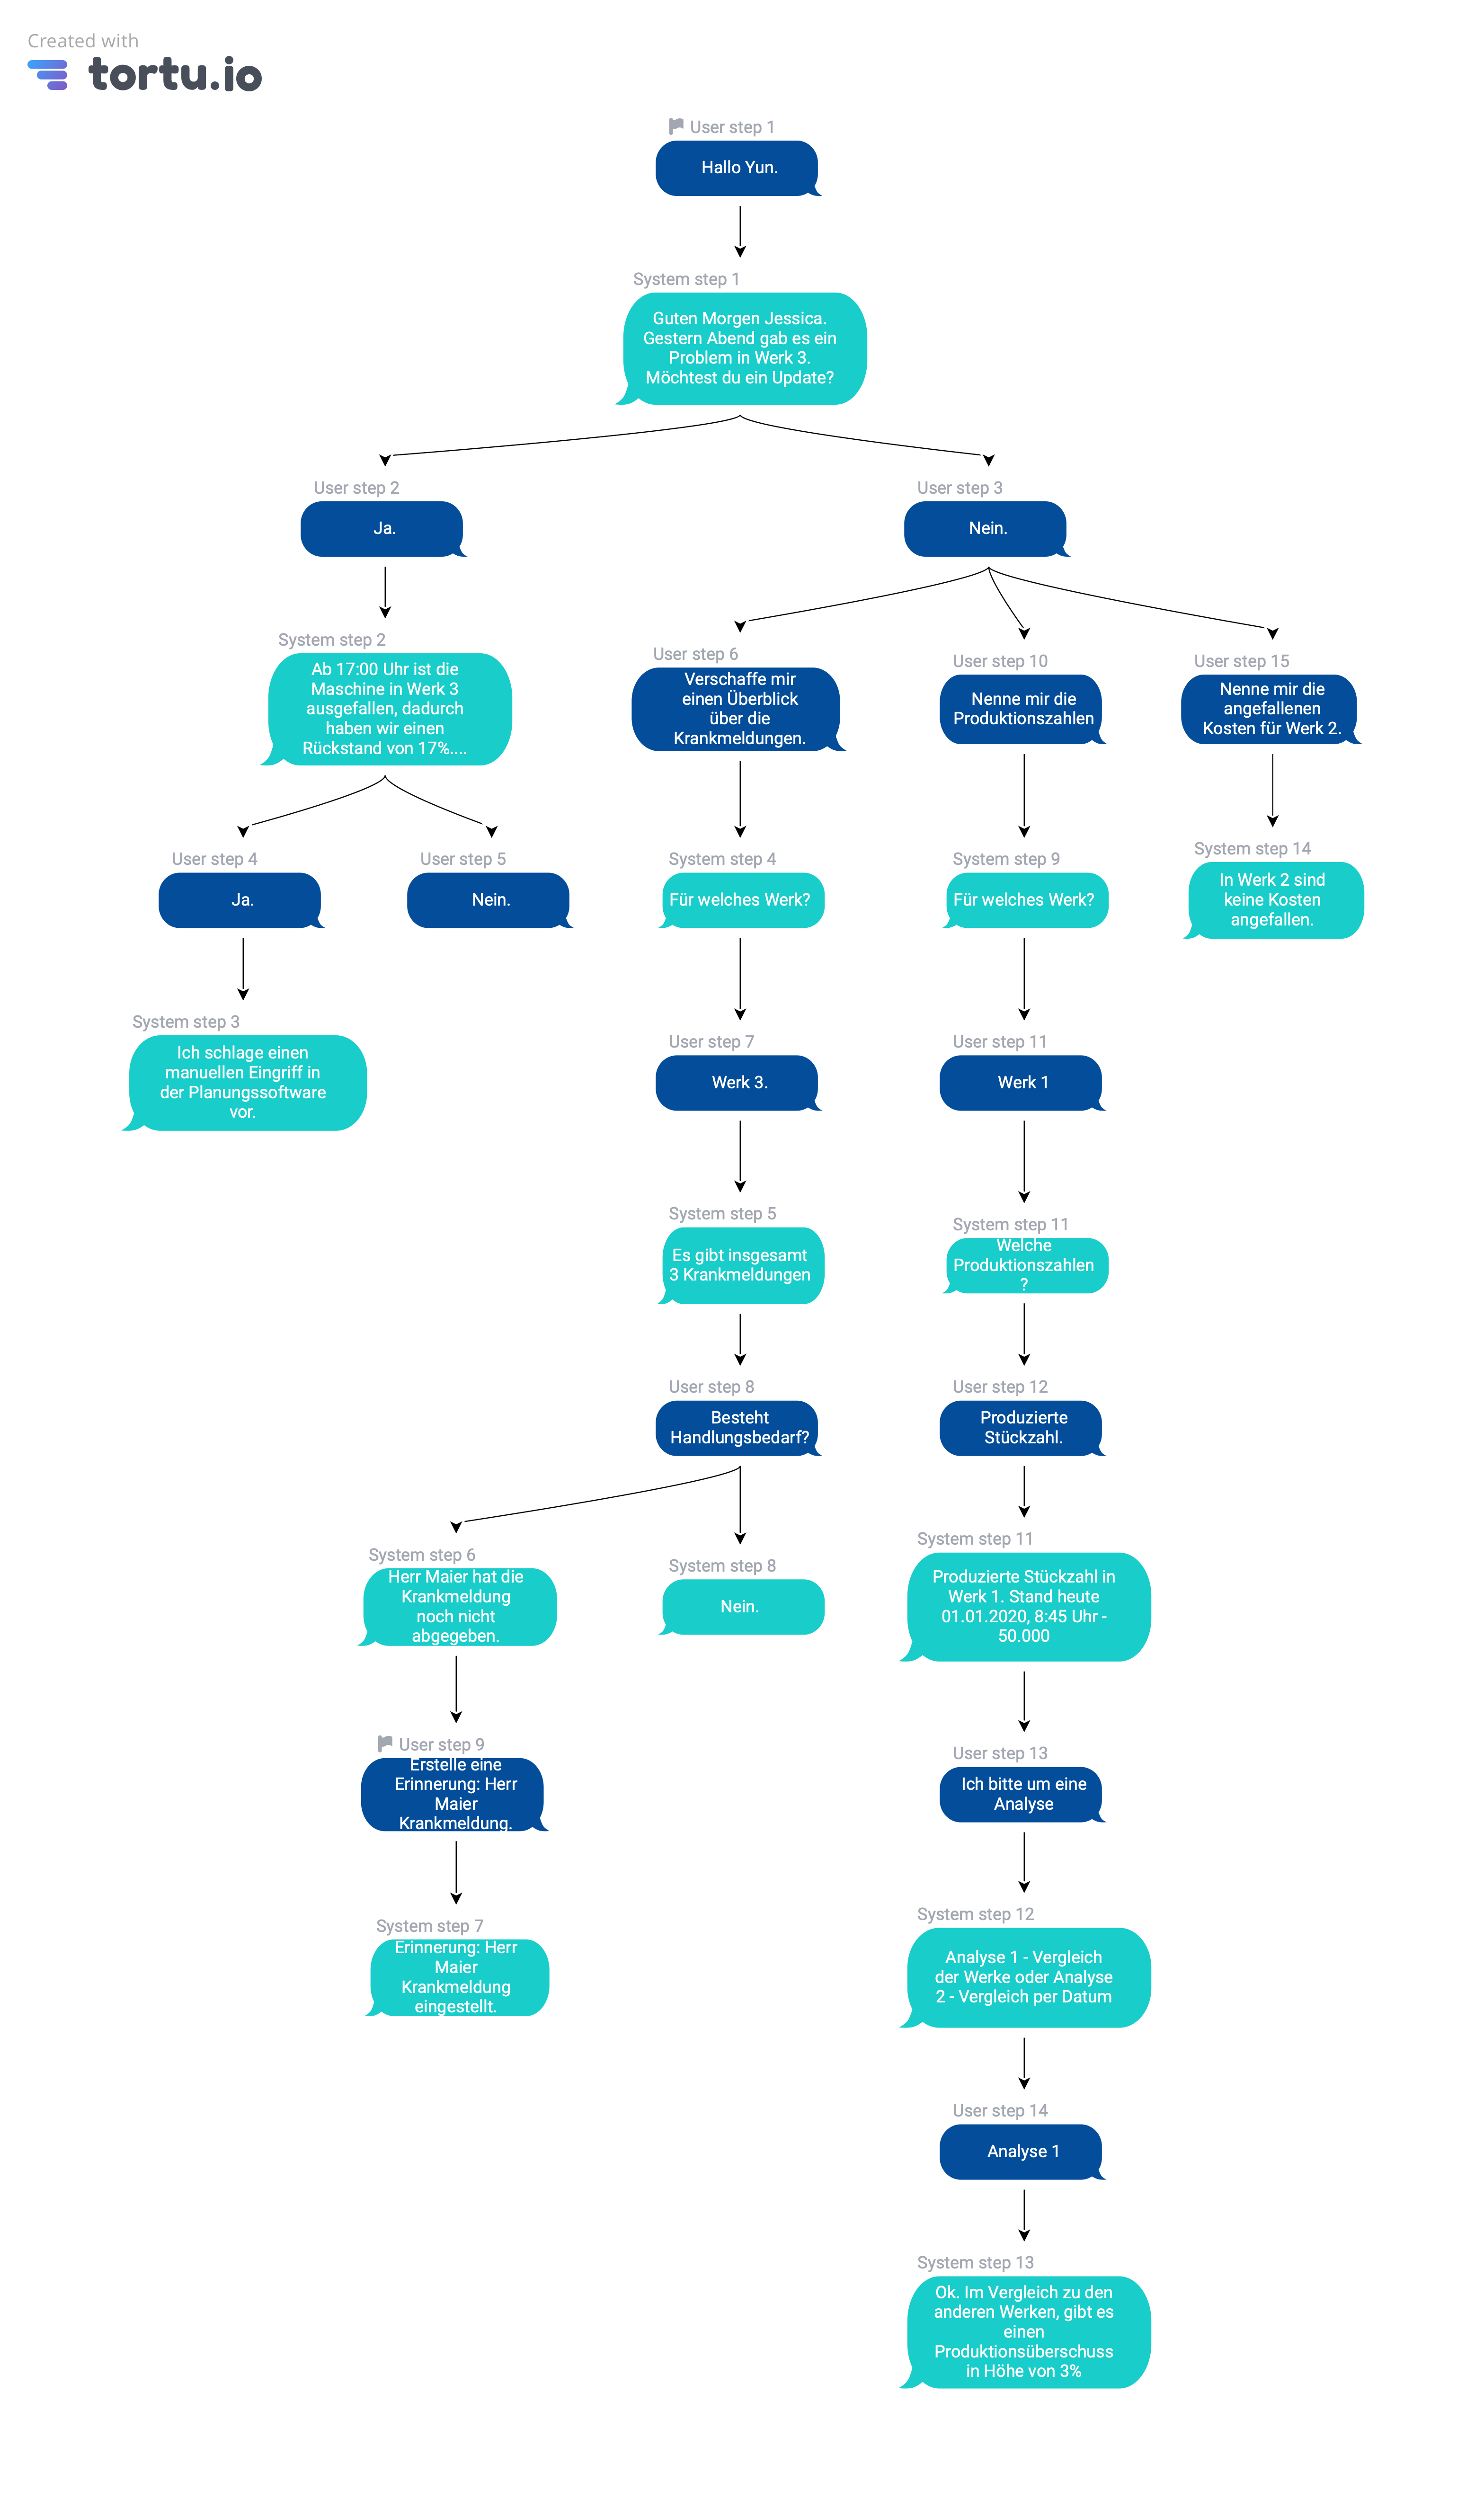 Created with
tortu.io
User step 1
Hallo Yun.
System step 1
Guten Morgen Jessica.
Gestern Abend gab es ein
Problem in Werk 3.
Möchtest du ein Update?
User step 2
Ja.
User step 3
Nein.
System step 2
Ab 17:00 Uhr ist die
Maschine in Werk 3
ausgefallen, dadurch
haben wir einen
Rückstand von 17%....
User step 6
Verschaffe mir
einen Überblick
über die
Krankmeldungen.
User step 10
Nenne mir die
Produktionszahlen
User step 15
Nenne mir die
angefallenen
Kosten für Werk 2.
User step 4
Ja.
User step 5
Nein.
System step 4
Für welches Werk?
System step 9
Für welches Werk?
System step 14
In Werk 2 sind
keine Kosten
angefallen.
System step 3
Ich schlage einen
manuellen Eingriff in
der Planungssoftware
vor.
User step 7
Werk 3.
User step 11
Werk 1
System step 5
Es gibt insgesamt
3 Krankmeldungen
System step 11
Welche
Produktionszahlen
?
User step 8
Besteht
Handlungsbedarf?
User step 12
Produzierte
Stückzahl.
System step 6
Herr Maier hat die
Krankmeldung
noch nicht
abgegeben.
System step 8
Nein.
System step 11
Produzierte Stückzahl in
Werk 1. Stand heute
01.01.2020, 8:45 Uhr -
50.000
User step 9
Erstelle eine
Erinnerung: Herr
Maier
Krankmeldung.
User step 13
Ich bitte um eine
Analyse
System step 7
Erinnerung: Herr
Maier
Krankmeldung
eingestellt.
System step 12
Analyse 1 - Vergleich
der Werke oder Analyse
2 - Vergleich per Datum
User step 14
Analyse 1
System step 13
Ok. Im Vergleich zu den
anderen Werken, gibt es
einen
Produktionsüberschuss
in Höhe von 3%